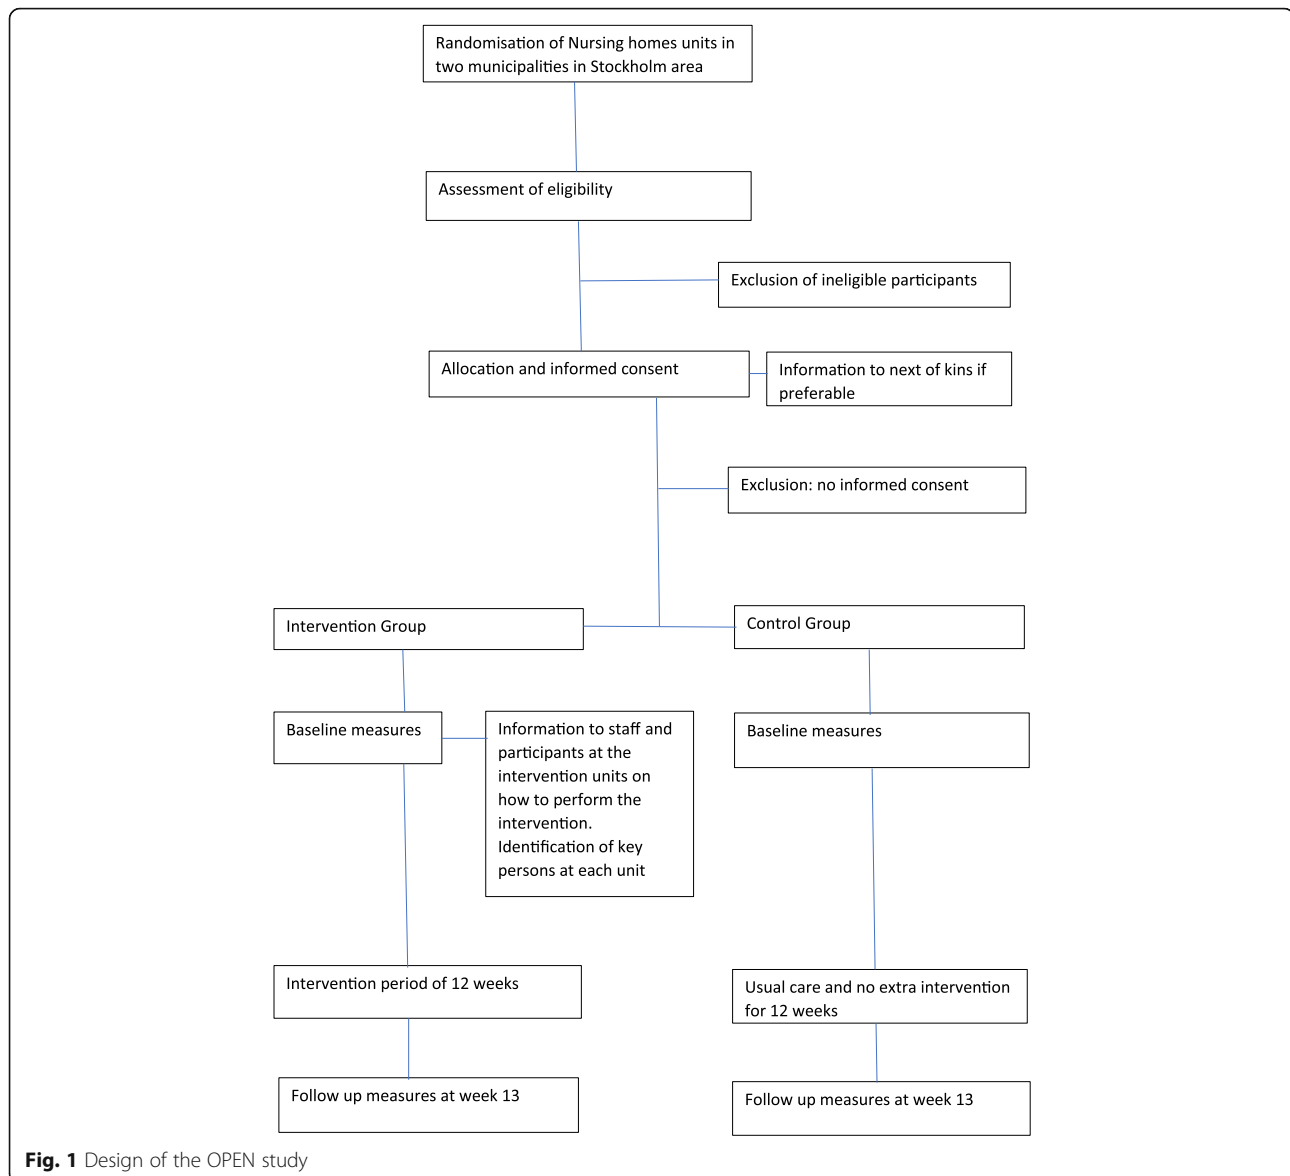 Randomisation of Nursing homes units in
two municipalities in Stockholm area
Assessment of eligibility
Exclusion of ineligible participants
Allocation and informed consent
Information to next of kins if
preferable
Exclusion: no informed consent
Intervention Group
Control Group
Baseline measures
Information to staff and
participants at the
intervention units on
how to perform the
intervention.
Identification of key
persons at each unit
Baseline measures
Intervention period of 12 weeks
Usual care and no extra intervention
for 12 weeks
Follow up measures at week 13
Follow up measures at week 13
Fig. 1 Design of the OPEN study